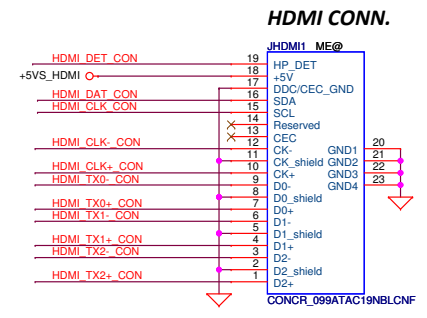 HDMI CONN.
JHDMI1 ME@
HDMI_DET_CON 19 HP_DET
+5VS_HDMI 18 +5V
17 DDC/CEC_GND
HDMI_DAT_CON 16 SDA
HDMI_CLK_CON 15 SCL
14 Reserved
13 CEC
HDMI_CLK-_CON 12 CK- GND1 20
11 CK_shield GND2 21
HDMI_CLK+_CON 10 CK+ GND3 22
HDMI_TX0-_CON 9 D0- GND4 23
8 D0_shield
HDMI_TX0+_CON 7 D0+
HDMI_TX1-_CON 6 D1-
5 D1_shield
HDMI_TX1+_CON 4 D1+
HDMI_TX2-_CON 3 D2-
2 D2_shield
HDMI_TX2+_CON 1 D2+
CONCR_099ATAC19NBLCNF